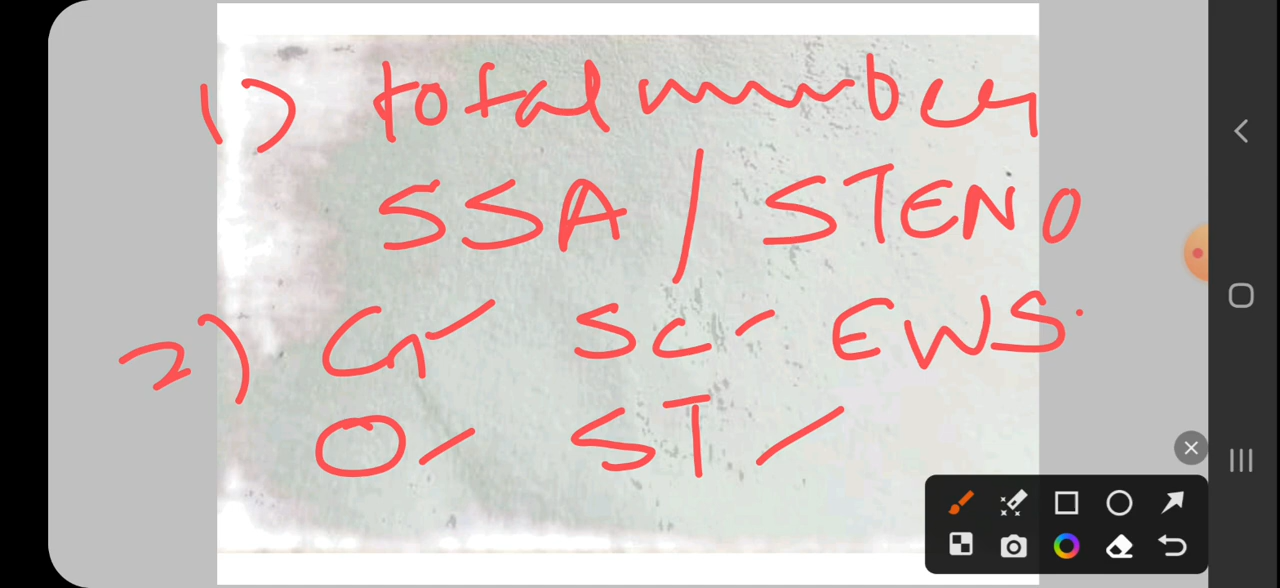 1) total number
SSA / STENO
2) G- SC- EWS.
O- ST-